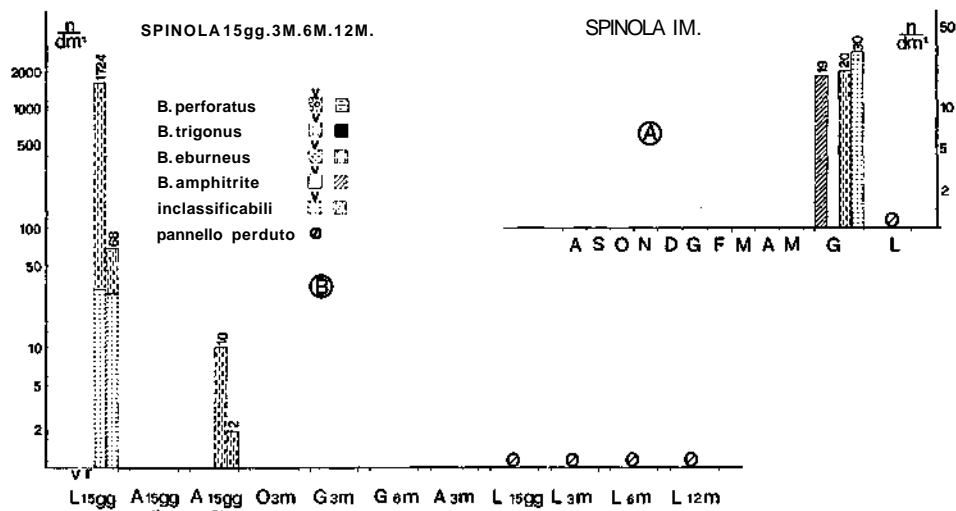 n/dm¹
SPINOLA 15gg.3M.6M.12M.
2000
1000
500
100
50
10
5
2
1724
68
10
2
B. perforatus
B. trigonus
B. eburneus
B. amphitrite
inclassificabili
pannello perduto ø
B
v r
L15gg A15gg A15gg O3m G3m G6m A3m L15gg L3m L6m L12m
ø ø ø ø
SPINOLA IM.
n/dm¹
50
10
5
2
A
19
20
30
ø
A S O N D G F M A M G L